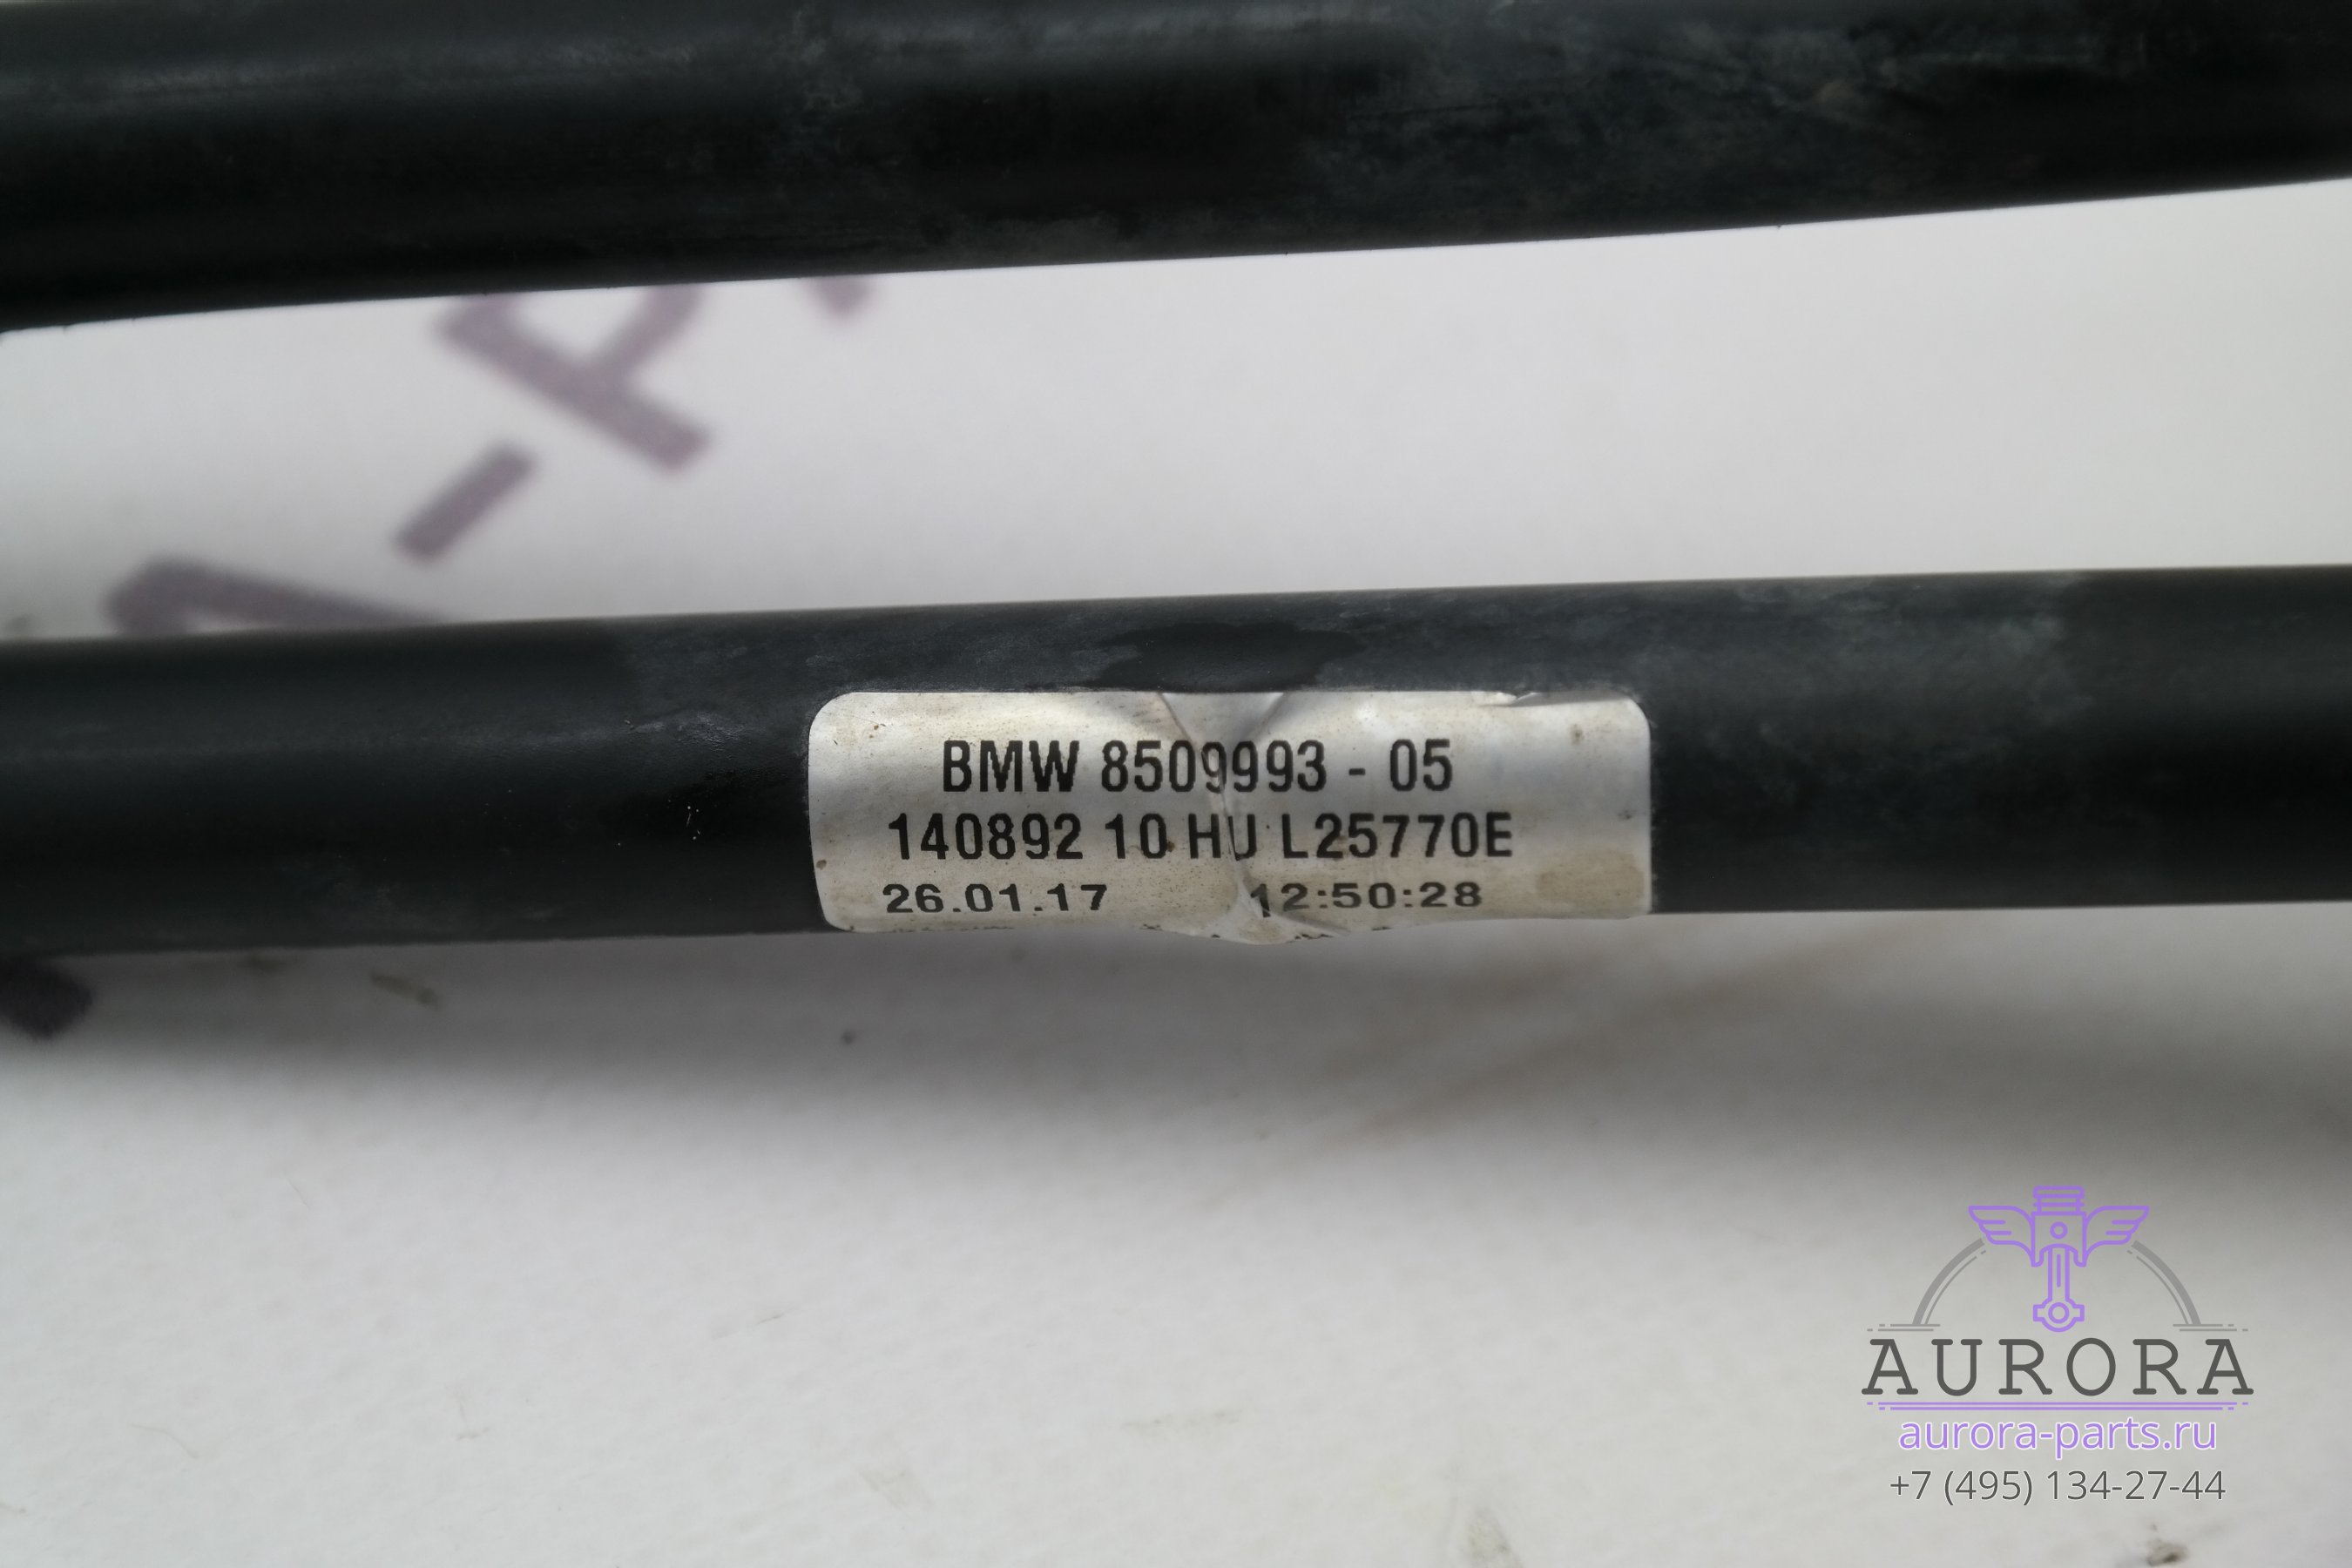 BMW 8509993 - 05
140892 10 HU L25770E
26.01.17 12:50:28
AURORA
aurora-parts.ru
+7 (495) 134-27-44